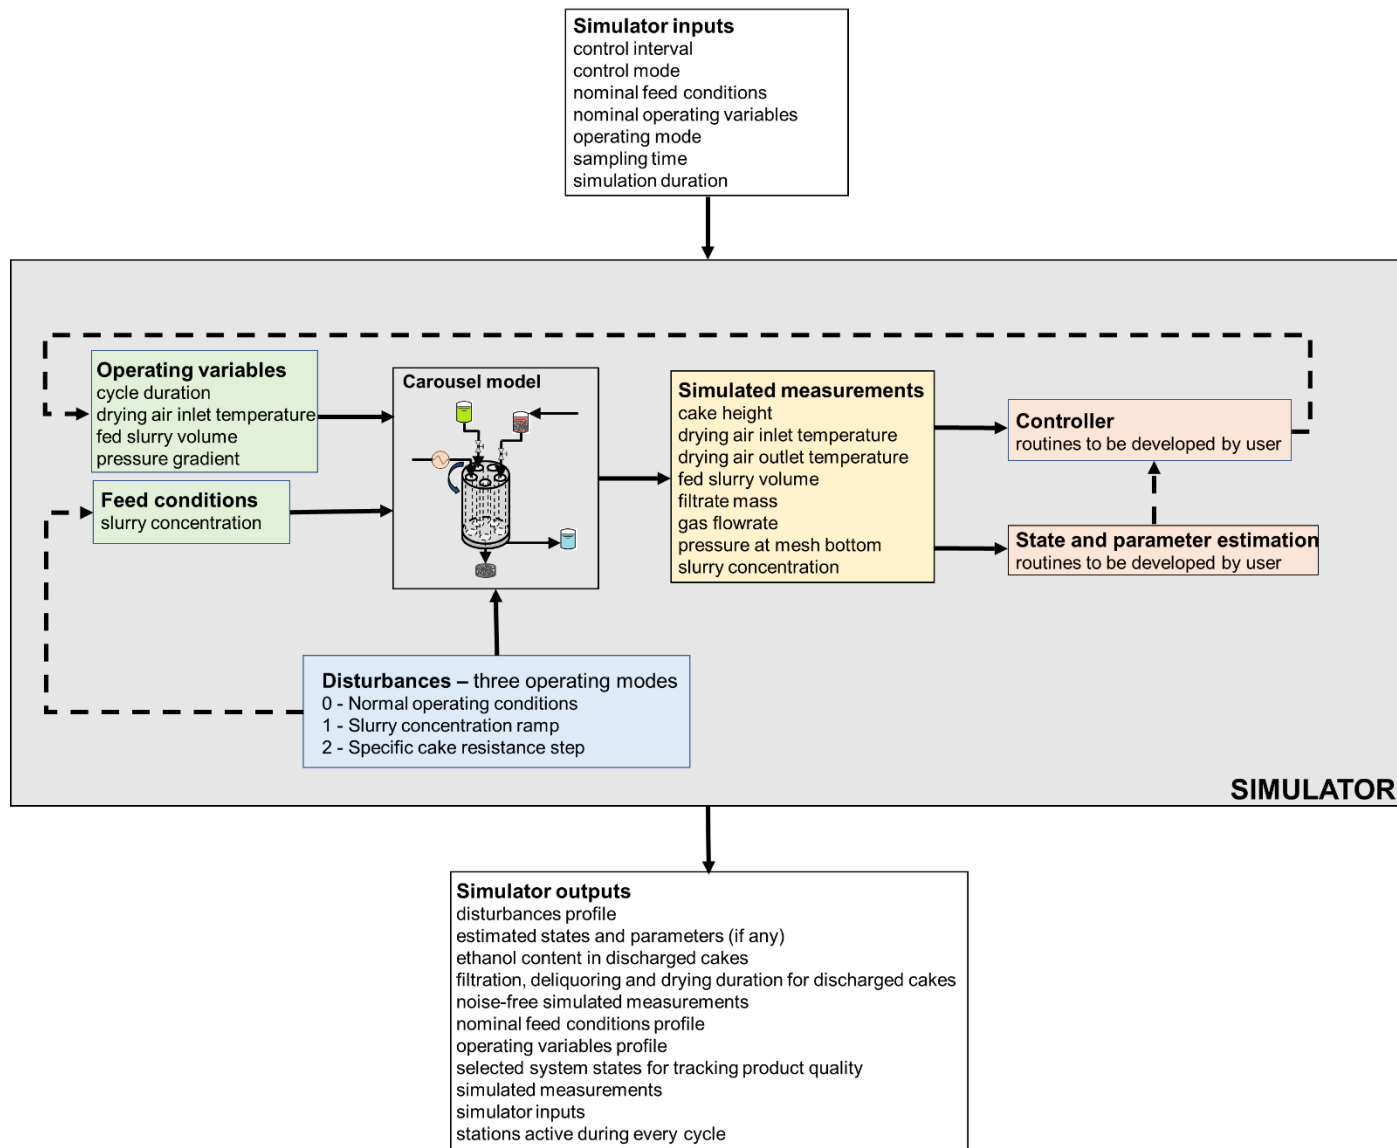 Simulator inputs
control interval
control mode
nominal feed conditions
nominal operating variables
operating mode
sampling time
simulation duration
Operating variables
cycle duration
drying air inlet temperature
fed slurry volume
pressure gradient
Feed conditions
slurry concentration
Carousel model
Simulated measurements
cake height
drying air inlet temperature
drying air outlet temperature
fed slurry volume
filtrate mass
gas flowrate
pressure at mesh bottom
slurry concentration
Controller
routines to be developed by user
State and parameter estimation
routines to be developed by user
Disturbances – three operating modes
0 - Normal operating conditions
1 - Slurry concentration ramp
2 - Specific cake resistance step
SIMULATOR
Simulator outputs
disturbances profile
estimated states and parameters (if any)
ethanol content in discharged cakes
filtration, deliquoring and drying duration for discharged cakes
noise-free simulated measurements
nominal feed conditions profile
operating variables profile
selected system states for tracking product quality
simulated measurements
simulator inputs
stations active during every cycle